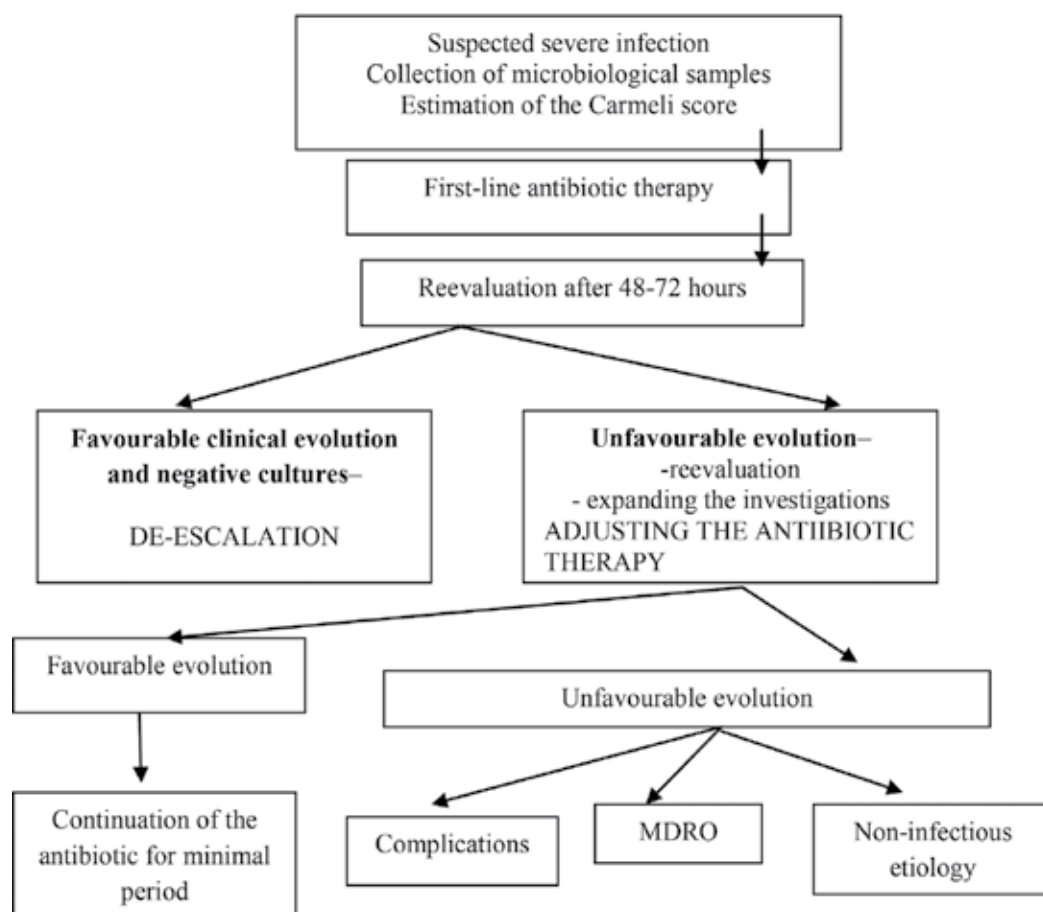 Suspected severe infection
Collection of microbiological samples
Estimation of the Carmeli score
First-line antibiotic therapy
Reevaluation after 48-72 hours
Favourable clinical evolution
and negative cultures–
DE-ESCALATION
Unfavourable evolution–
-reevaluation
- expanding the investigations
ADJUSTING THE ANTIIBIOTIC
THERAPY
Favourable evolution
Unfavourable evolution
Continuation of the
antibiotic for minimal
period
Complications
MDRO
Non-infectious
etiology